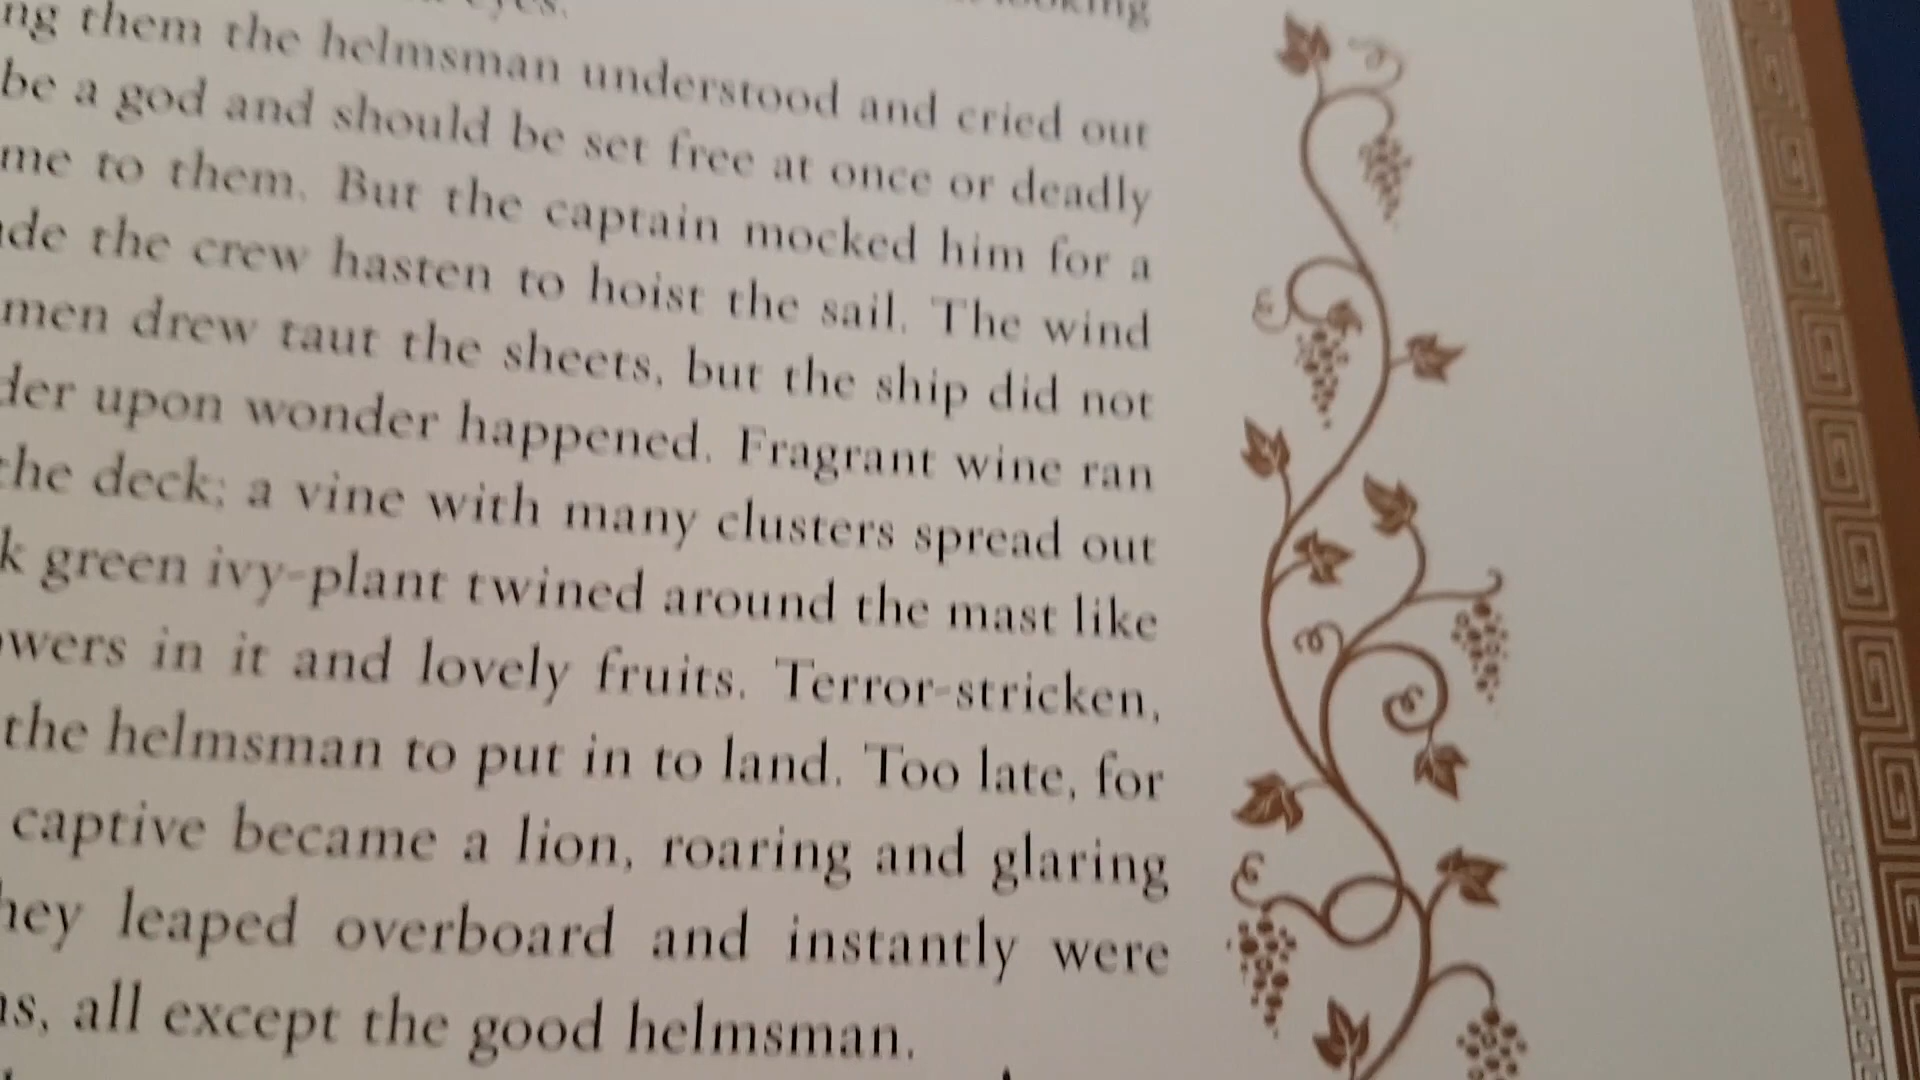 eyes. looking
them the helmsman understood and cried out
be a god and should be set free at once or deadly
me to them. But the captain mocked him for a
de the crew hasten to hoist the sail. The wind
men drew taut the sheets, but the ship did not
der upon wonder happened. Fragrant wine ran
the deck; a vine with many clusters spread out
k green ivy-plant twined around the mast like
owers in it and lovely fruits. Terror-stricken,
the helmsman to put in to land. Too late, for
captive became a lion, roaring and glaring
hey leaped overboard and instantly were
ns, all except the good helmsman.